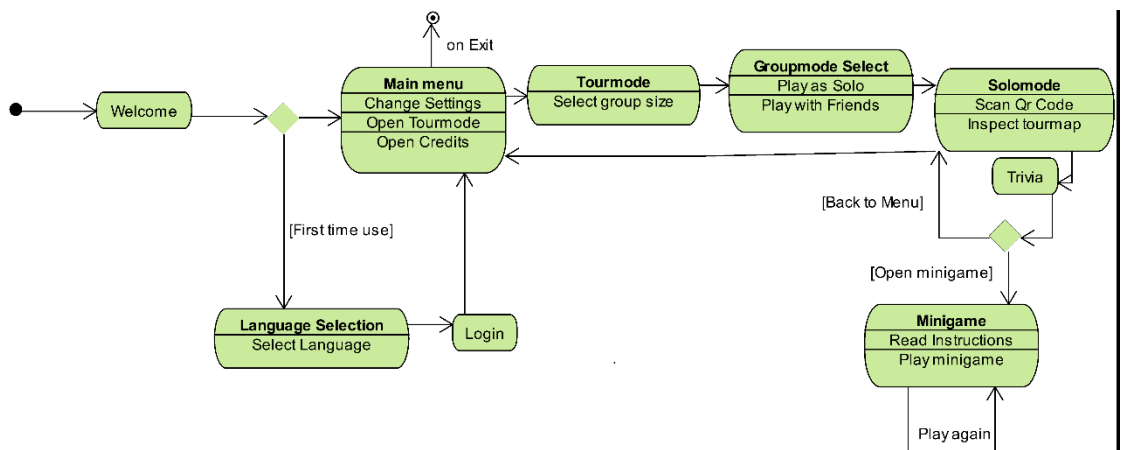 on Exit
Main menu
Change Settings
Open Tourmode
Open Credits
Tourmode
Select group size
Groupmode Select
Play as Solo
Play with Friends
Solomode
Scan Qr Code
Inspect tourmap
Welcome
Trivia
[Back to Menu]
[First time use]
[Open minigame]
Language Selection
Select Language
Login
Minigame
Read Instructions
Play minigame
Play again